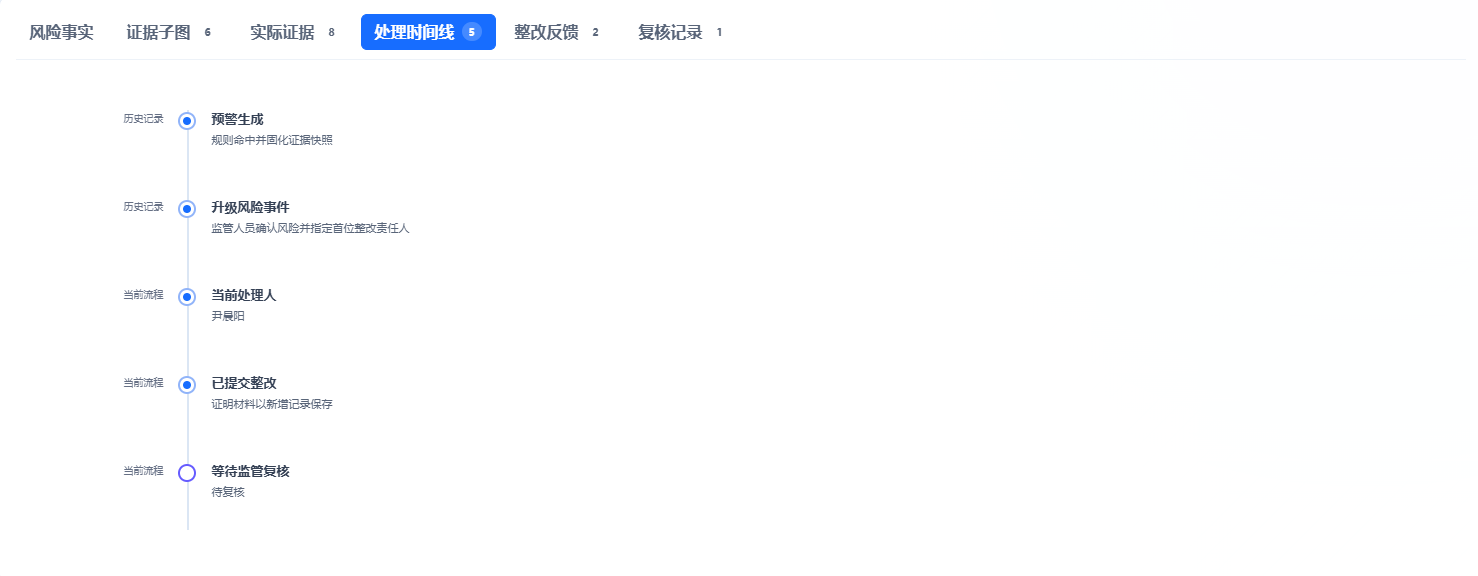 风险事实 证据子图 6 实际证据 8 处理时间线 5 整改反馈 2 复核记录 1
历史记录 预警生成
规则命中并固化证据快照
历史记录 升级风险事件
监管人员确认风险并指定首位整改责任人
当前流程 当前处理人
尹晨阳
当前流程 已提交整改
证明材料以新增记录保存
当前流程 等待监管复核
待复核